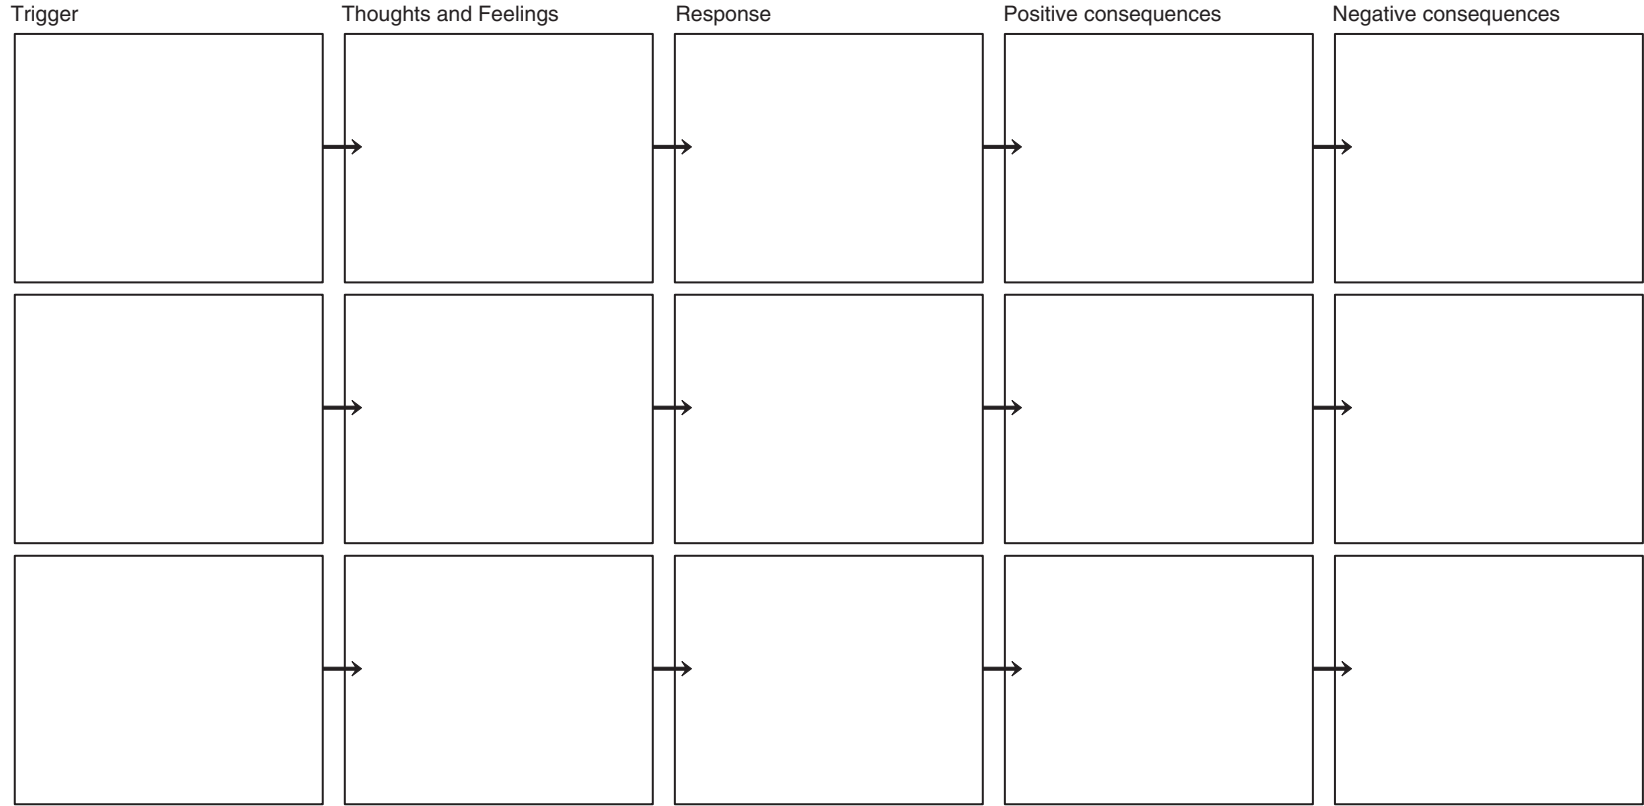 Trigger
Thoughts and Feelings
Response
Positive consequences
Negative consequences